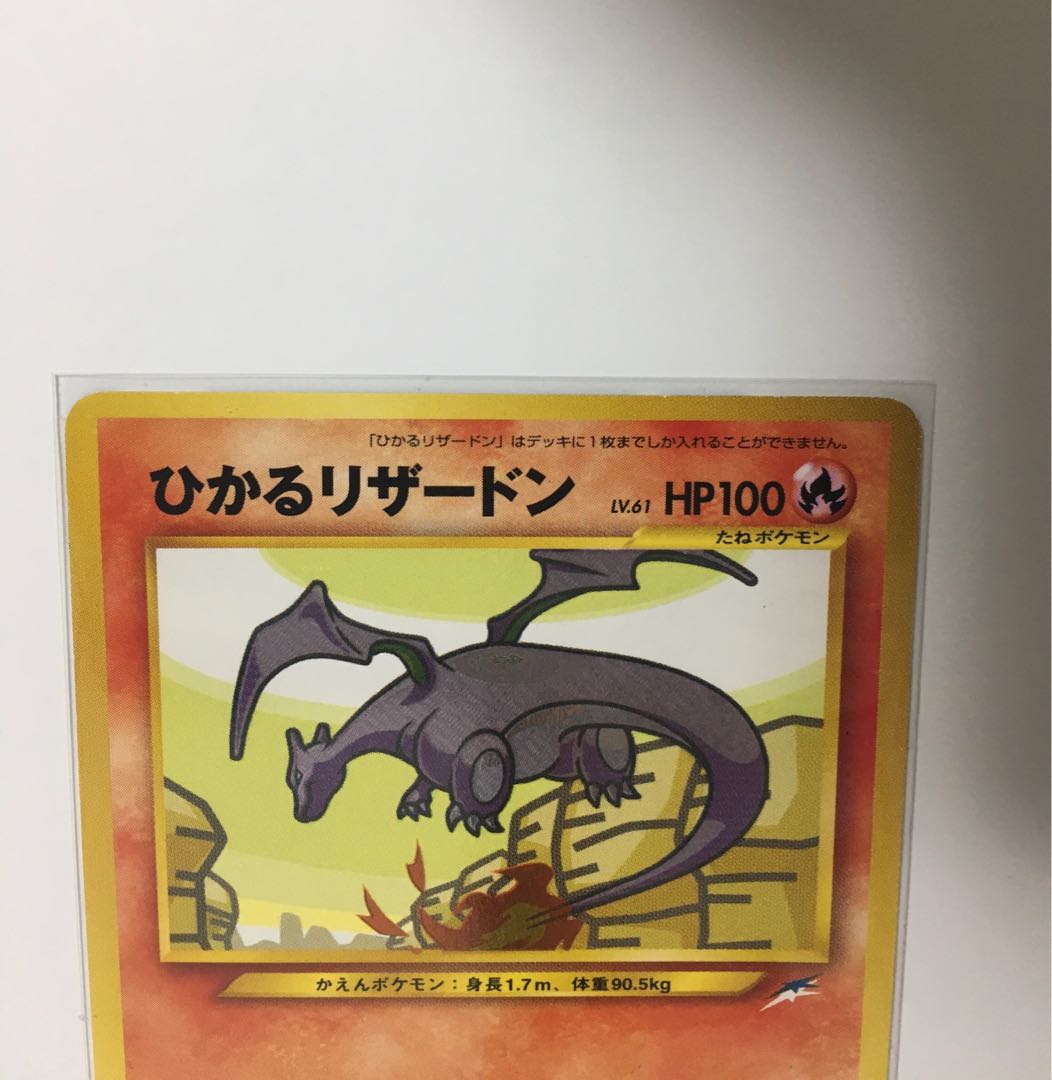 「ひかるリザードン」はデッキに1枚までしか入れることができません。
ひかるリザードン LV.61 HP100
たねポケモン
かえんポケモン：身長1.7m、体重90.5kg